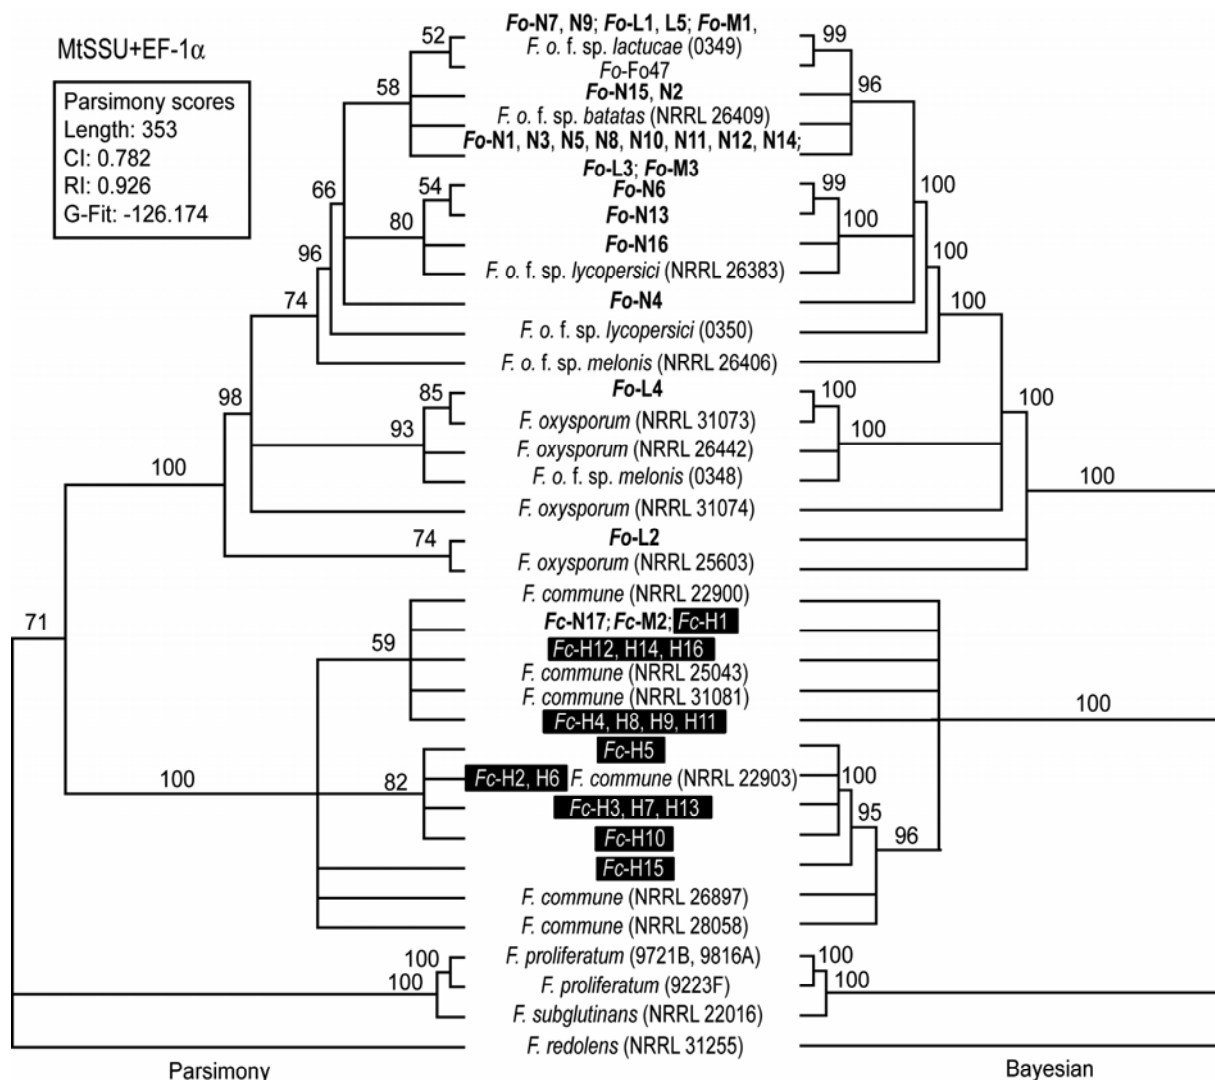 Fo-N7, N9; Fo-L1, L5; Fo-M1,
52
99
F. o. f. sp. lactucae (0349)
MtSSU+EF-1α
Fo-Fo47
58
Fo-N15, N2
96
Parsimony scores
Length: 353
CI: 0.782
RI: 0.926
G-Fit: -126.174
F. o. f. sp. batatas (NRRL 26409)
Fo-N1, N3, N5, N8, N10, N11, N12, N14;
Fo-L3; Fo-M3
66
54
Fo-N6
99
100
80
Fo-N13
100
Fo-N16
96
100
F. o. f. sp. lycopersici (NRRL 26383)
74
Fo-N4
100
F. o. f. sp. lycopersici (0350)
F. o. f. sp. melonis (NRRL 26406)
98
85
Fo-L4
100
100
F. oxysporum (NRRL 31073)
93
100
F. oxysporum (NRRL 26442)
100
F. o. f. sp. melonis (0348)
100
F. oxysporum (NRRL 31074)
74
Fo-L2
F. oxysporum (NRRL 25603)
F. commune (NRRL 22900)
71
Fc-N17; Fc-M2; Fc-H1
59
Fc-H12, H14, H16
F. commune (NRRL 25043)
F. commune (NRRL 31081)
100
Fc-H4, H8, H9, H11
Fc-H5
100
82
Fc-H2, H6 F. commune (NRRL 22903)
100
Fc-H3, H7, H13
95
Fc-H10
96
Fc-H15
F. commune (NRRL 26897)
F. commune (NRRL 28058)
100
F. proliferatum (9721B, 9816A)
100
100
F. proliferatum (9223F)
100
F. subglutinans (NRRL 22016)
F. redolens (NRRL 31255)
Parsimony
Bayesian